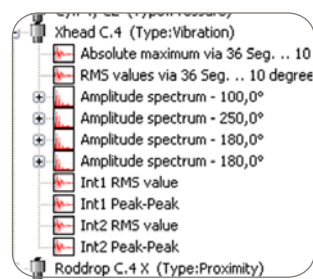 Xhead C.4 (Type:Vibration)
Absolute maximum via 36 Seg. .. 10
RMS values via 36 Seg. .. 10 degree
Amplitude spectrum - 100,0°
Amplitude spectrum - 250,0°
Amplitude spectrum - 180,0°
Amplitude spectrum - 180,0°
Int1 RMS value
Int1 Peak-Peak
Int2 RMS value
Int2 Peak-Peak
Roddrop C.4 X (Type:Proximity)